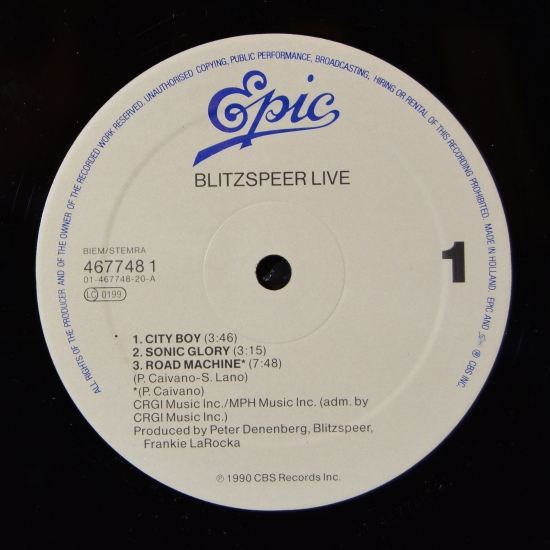 ALL RIGHTS OF THE PRODUCER AND OF THE OWNER OF THE RECORDED WORK RESERVED. UNAUTHORISED COPYING, PUBLIC PERFORMANCE, BROADCASTING, HIRING OR RENTAL OF THIS RECORDING PROHIBITED. MADE IN HOLLAND. EPIC AND
℗ CBS INC
Epic
BLITZSPEER LIVE
BIEM/STEMRA
467748 1
01-467748-20-A
LC 0199
1
1. CITY BOY (3:46)
2. SONIC GLORY (3:15)
3. ROAD MACHINE* (7:48)
(P. Caivano-S. Lano)
*(P. Caivano)
CRGI Music Inc./MPH Music Inc. (adm. by
CRGI Music Inc.)
Produced by Peter Denenberg, Blitzspeer,
Frankie LaRocka
℗ 1990 CBS Records Inc.